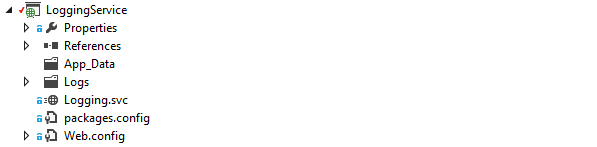 LoggingService
Properties
References
App_Data
Logs
Logging.svc
packages.config
Web.config